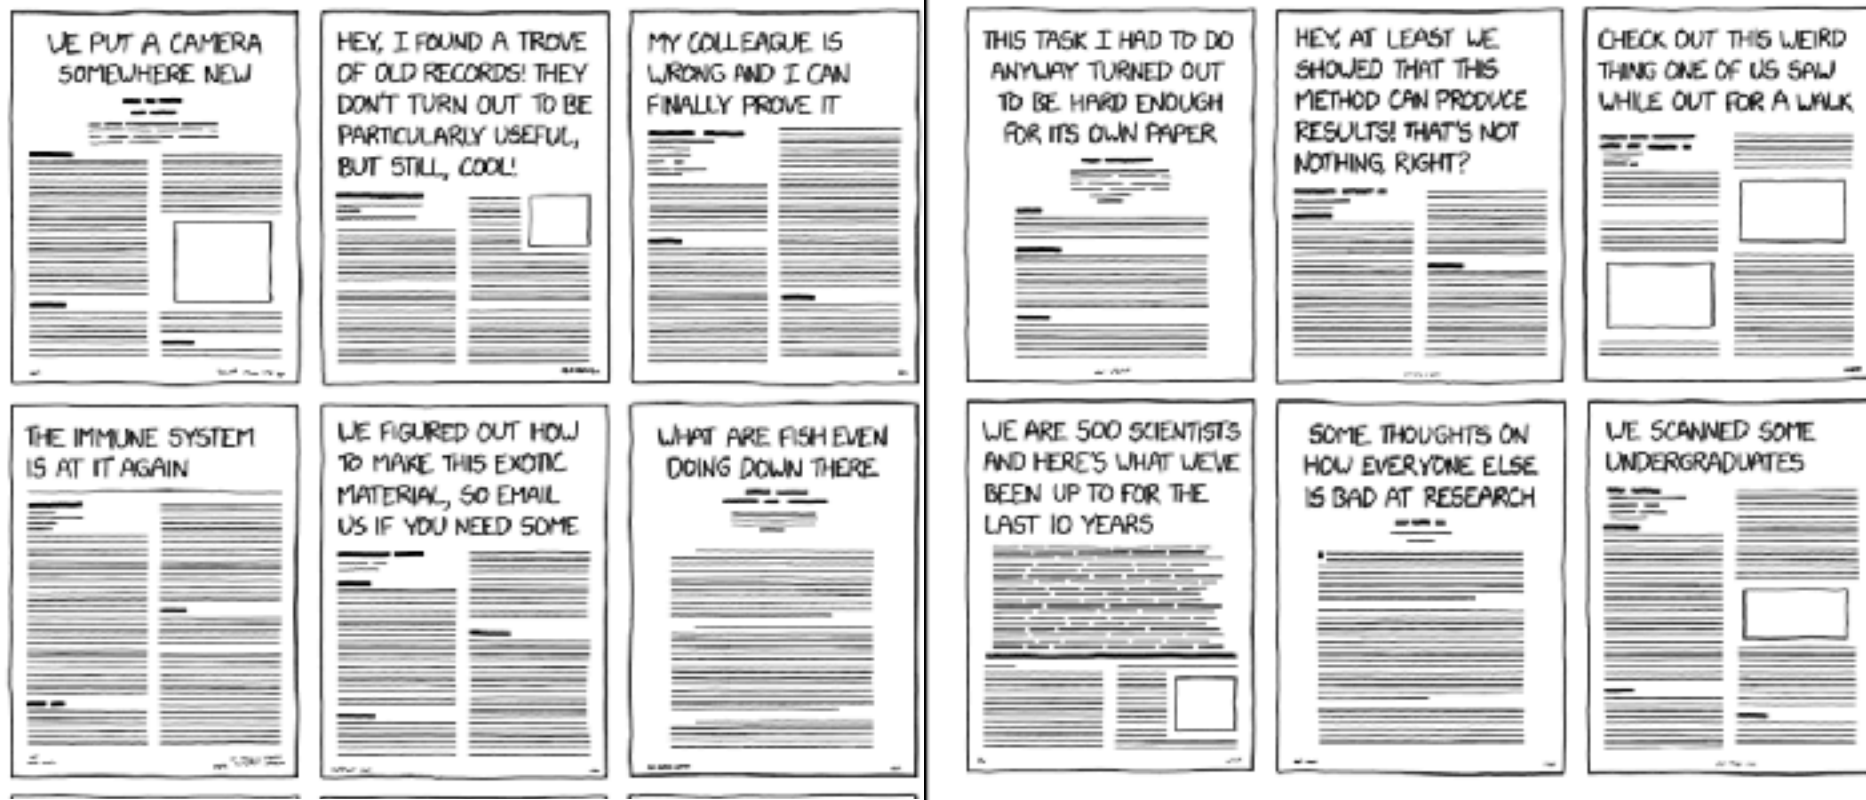 WE PUT A CAMERA
SOMEWHERE NEW
HEY, I FOUND A TROVE
OF OLD RECORDS! THEY
DON'T TURN OUT TO BE
PARTICULARLY USEFUL,
BUT STILL, COOL!
MY COLLEAGUE IS
WRONG AND I CAN
FINALLY PROVE IT
THIS TASK I HAD TO DO
ANYWAY TURNED OUT
TO BE HARD ENOUGH
FOR ITS OWN PAPER
HEY, AT LEAST WE
SHOWED THAT THIS
METHOD CAN PRODUCE
RESULTS! THAT'S NOT
NOTHING, RIGHT?
CHECK OUT THIS WEIRD
THING ONE OF US SAW
WHILE OUT FOR A WALK
THE IMMUNE SYSTEM
IS AT IT AGAIN
WE FIGURED OUT HOW
TO MAKE THIS EXOTIC
MATERIAL, SO EMAIL
US IF YOU NEED SOME
WHAT ARE FISH EVEN
DOING DOWN THERE
WE ARE 500 SCIENTISTS
AND HERE'S WHAT WE'VE
BEEN UP TO FOR THE
LAST 10 YEARS
SOME THOUGHTS ON
HOW EVERYONE ELSE
IS BAD AT RESEARCH
WE SCANNED SOME
UNDERGRADUATES